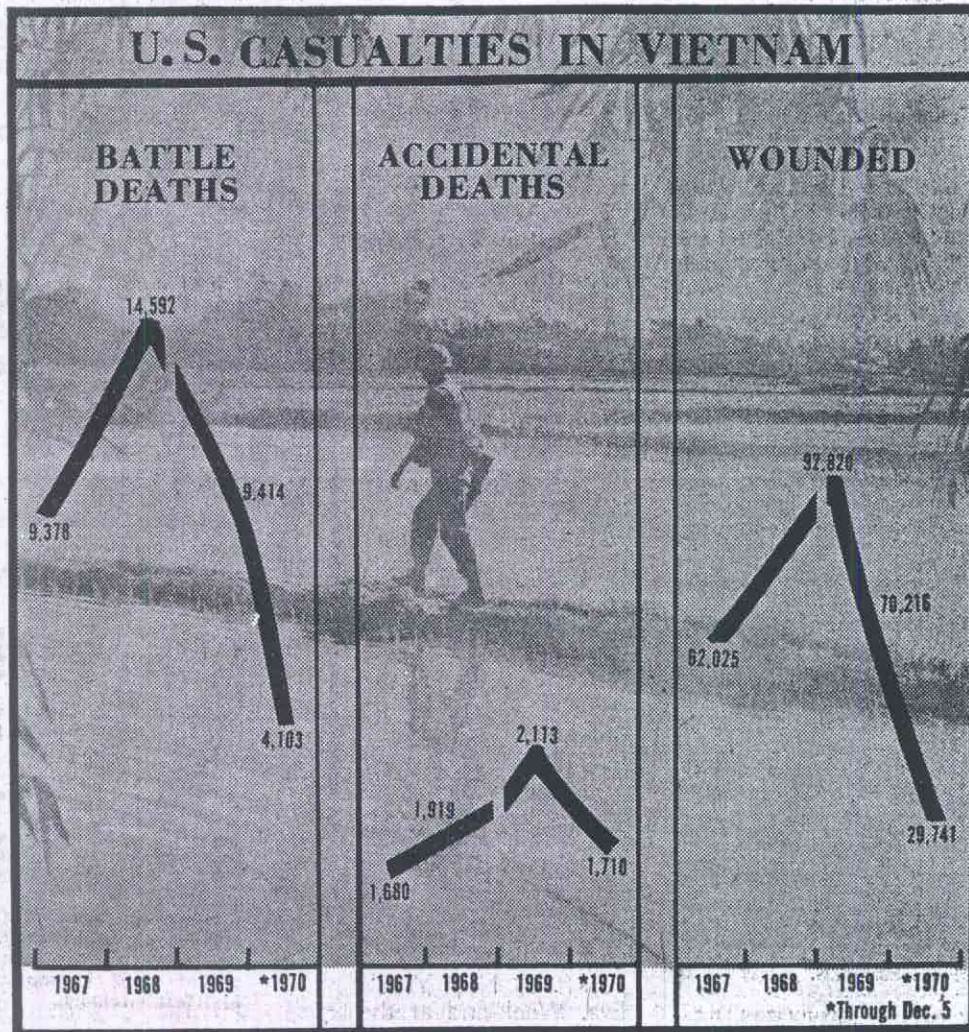 U.S. CASUALTIES IN VIETNAM
BATTLE
DEATHS
14,592
9,378
9,414
4,103
1967 1968 1969 *1970
ACCIDENTAL
DEATHS
2,113
1,919
1,680
1,710
1967 1968 1969. *1970
WOUNDED
92,820
62,025
70,216
29,741
1967 1968 1969 *1970
*Through Dec. 5